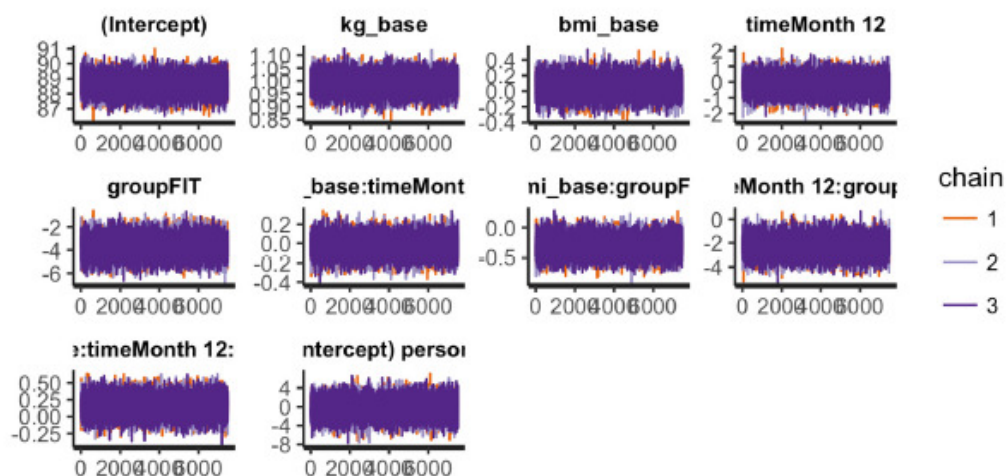 (Intercept) kg_base bmi_base timeMonth 12
91 90 89 88 87 1.10 1.05 1.00 0.95 0.90 0.85 0.4 0.2 0.0 -0.2 -0.4 2 1 0 -1 -2
0 2000 4000 6000 0 2000 4000 6000 0 2000 4000 6000 0 2000 4000 6000
groupFIT _base:timeMont mi_base:groupF eMonth 12:group
-2 -4 -6 0.2 0.0 -0.2 -0.4 0.0 -0.5 0 -2 -4
0 2000 4000 6000 0 2000 4000 6000 0 2000 4000 6000 0 2000 4000 6000
e:timeMonth 12: ntercept) person
0.50 0.25 0.00 -0.25 4 0 -4 -8
0 2000 4000 6000 0 2000 4000 6000
chain
1
2
3